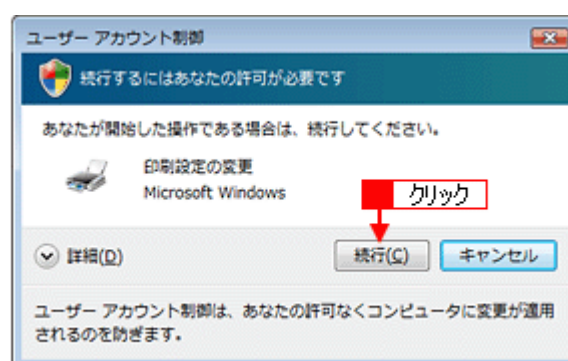 ユーザー アカウント制御
続行するにはあなたの許可が必要です
あなたが開始した操作である場合は、続行してください。
印刷設定の変更
Microsoft Windows
クリック
詳細(D)
続行(C)
キャンセル
ユーザー アカウント制御は、あなたの許可なくコンピュータに変更が適用
されるのを防ぎます。